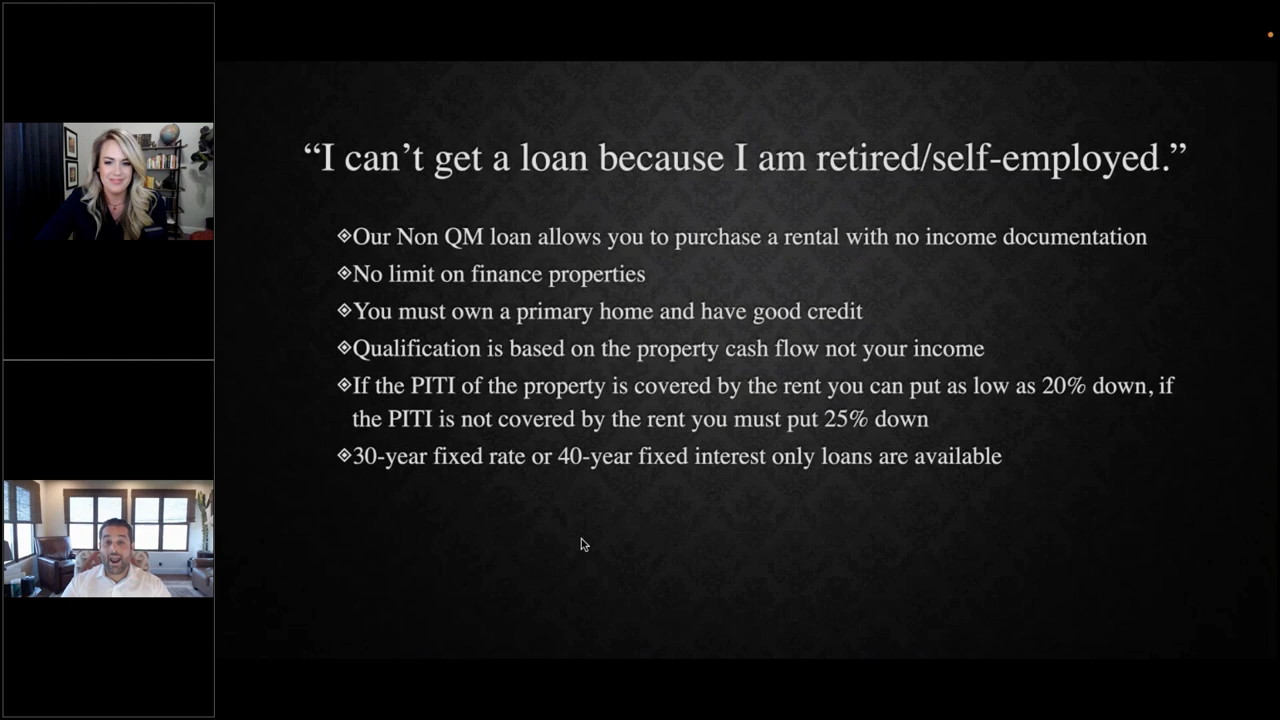 “I can’t get a loan because I am retired/self-employed.”
Our Non QM loan allows you to purchase a rental with no income documentation
No limit on finance properties
You must own a primary home and have good credit
Qualification is based on the property cash flow not your income
If the PITI of the property is covered by the rent you can put as low as 20% down, if
the PITI is not covered by the rent you must put 25% down
30-year fixed rate or 40-year fixed interest only loans are available